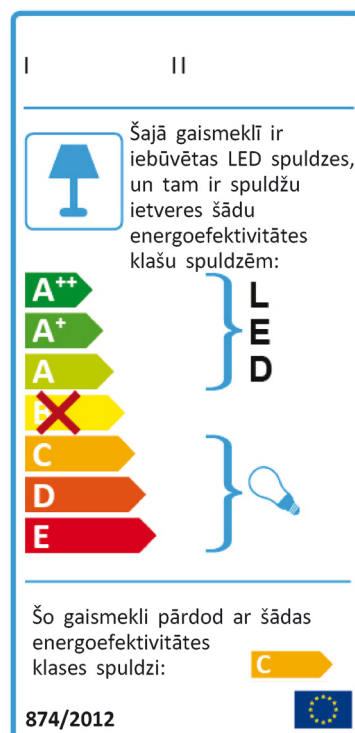 I II
Šajā gaismeklī ir
iebūvētas LED spuldzes,
un tam ir spuldžu
ietveres šādu
energoefektivitātes
klašu spuldzēm:
A++
A+
A
B
C
D
E
L
E
D
Šo gaismekli pārdod ar šādas
energoefektivitātes
klases spuldzi:
C
874/2012